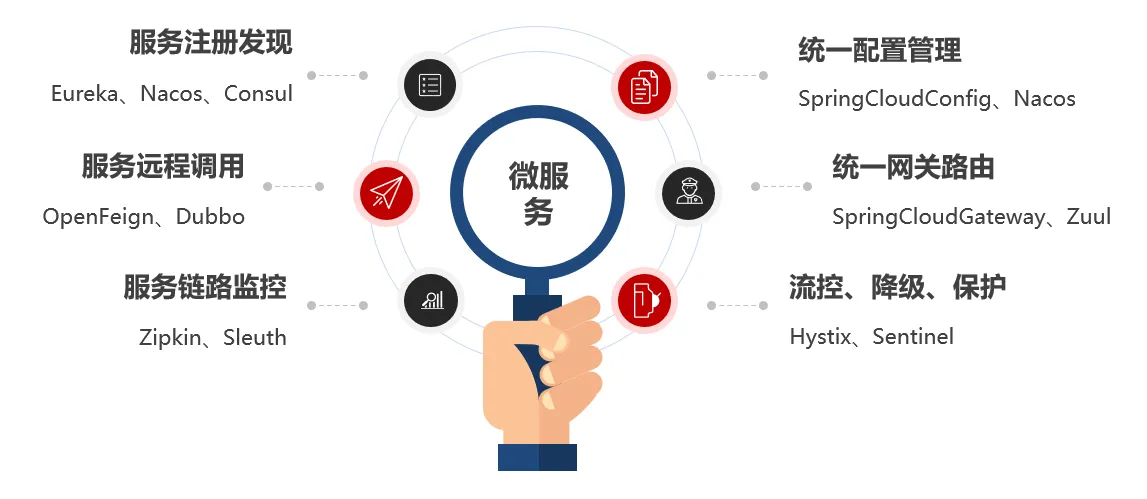 服务注册发现
Eureka、Nacos、Consul
服务远程调用
OpenFeign、Dubbo
服务链路监控
Zipkin、Sleuth
微服
务
统一配置管理
SpringCloudConfig、Nacos
统一网关路由
SpringCloudGateway、Zuul
流控、降级、保护
Hystix、Sentinel